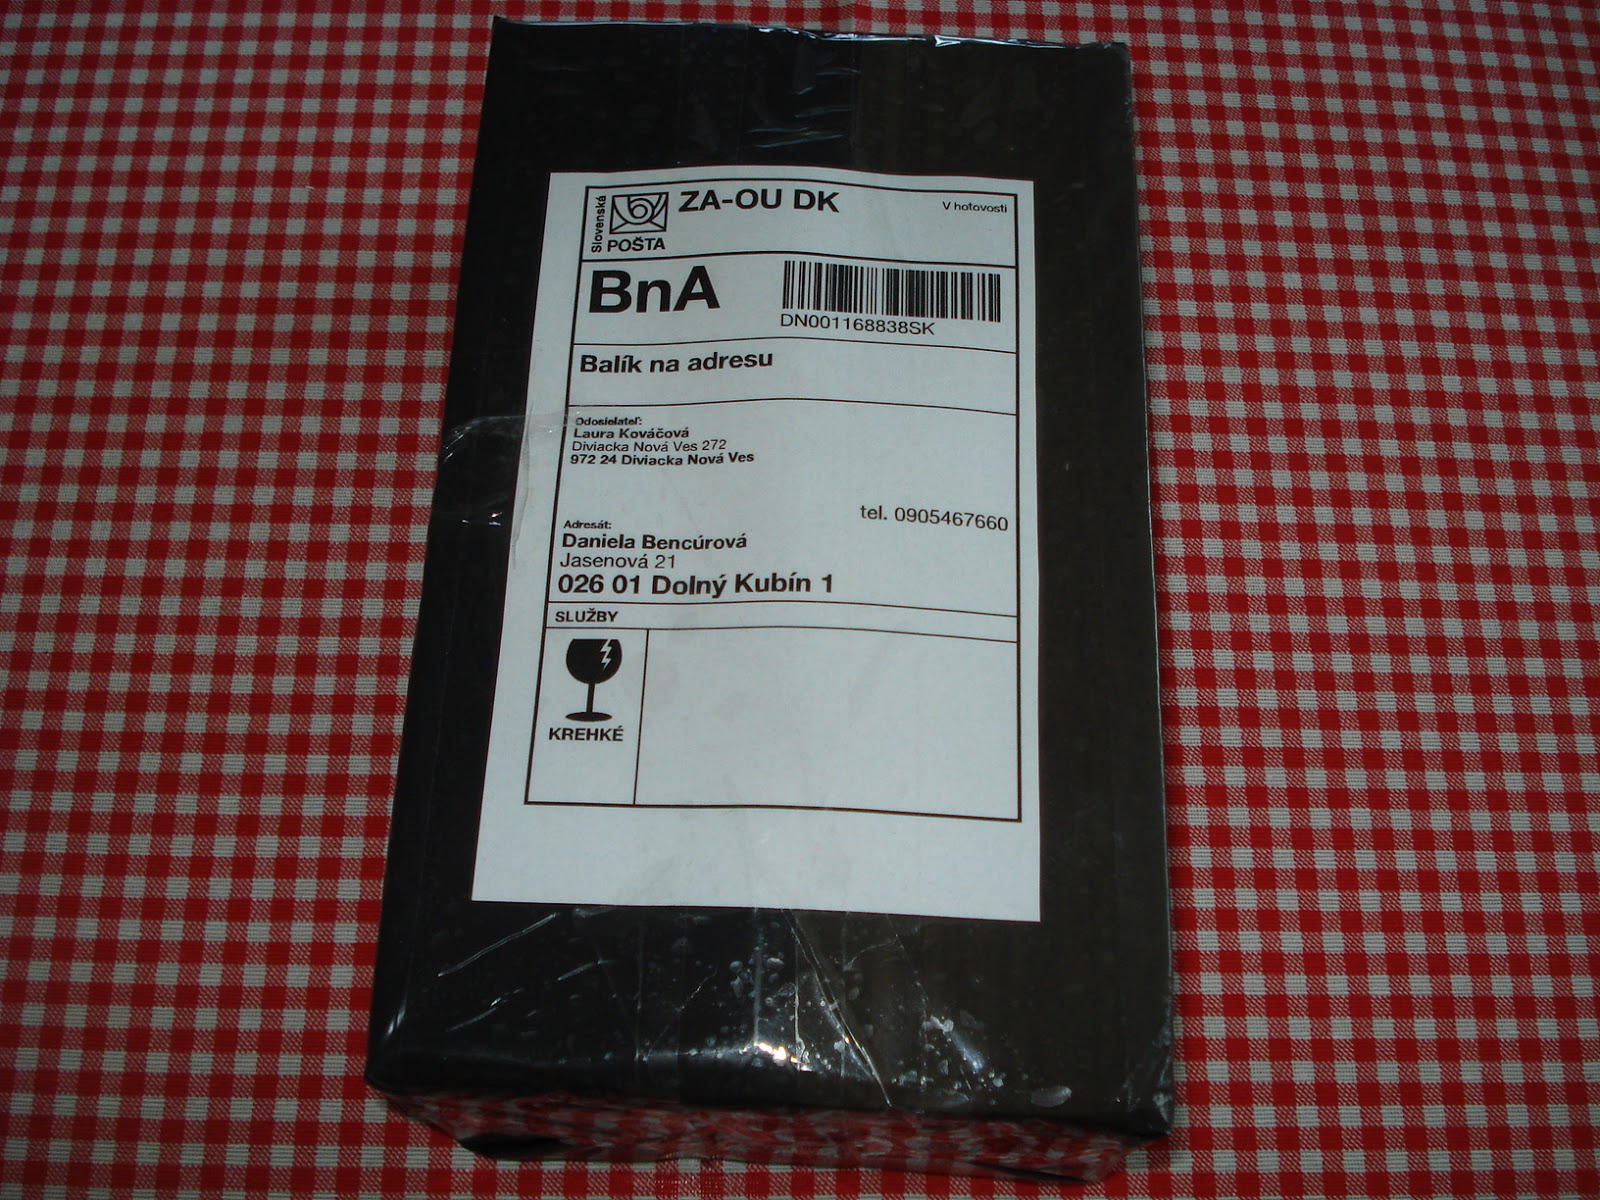 Slovenská
POŠTA
ZA-OU DK
V hotovosti
BnA
DN001168838SK
Balík na adresu
Odosielateľ:
Laura Kováčová
Diviacka Nová Ves 272
972 24 Diviacka Nová Ves
tel. 0905467660
Adresát:
Daniela Bencúrová
Jasenová 21
026 01 Dolný Kubín 1
SLUŽBY
KREHKÉ